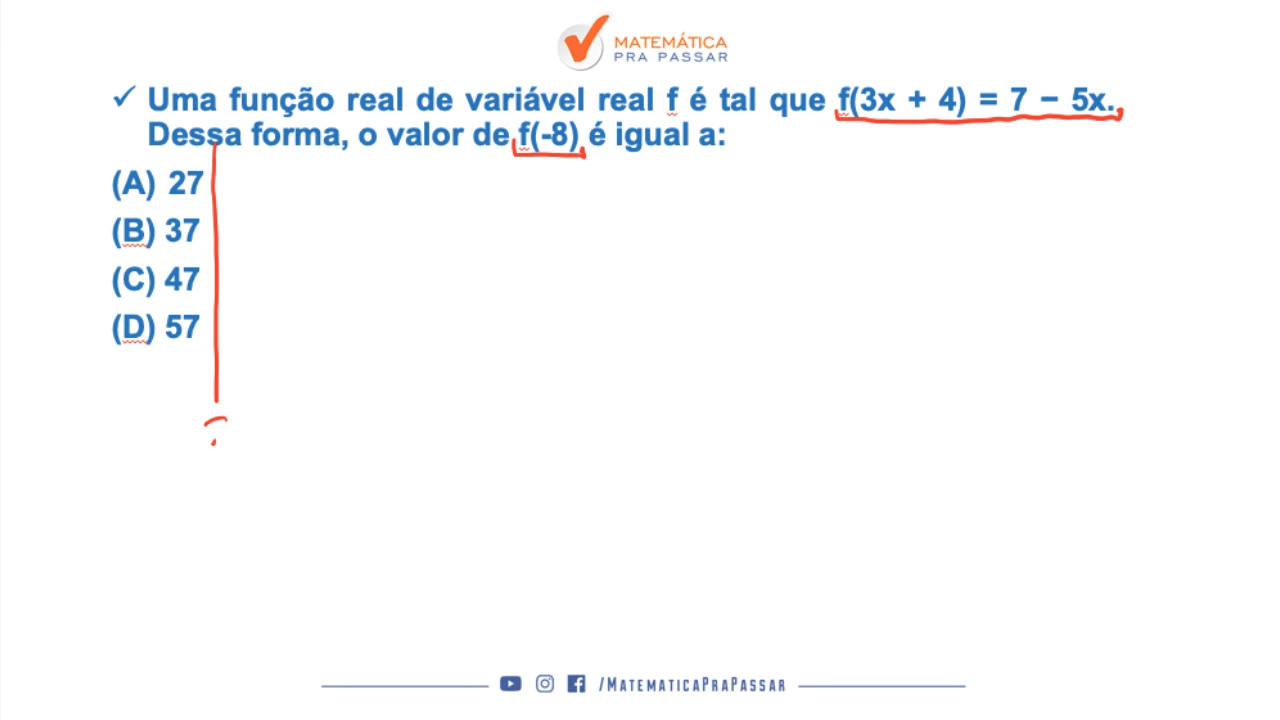 MATEMÁTICA
PRA PASSAR
✓ Uma função real de variável real f é tal que f(3x + 4) = 7 − 5x.
Dessa forma, o valor de f(-8) é igual a:
(A) 27
(B) 37
(C) 47
(D) 57
/MATEMATICAPRAPASSAR